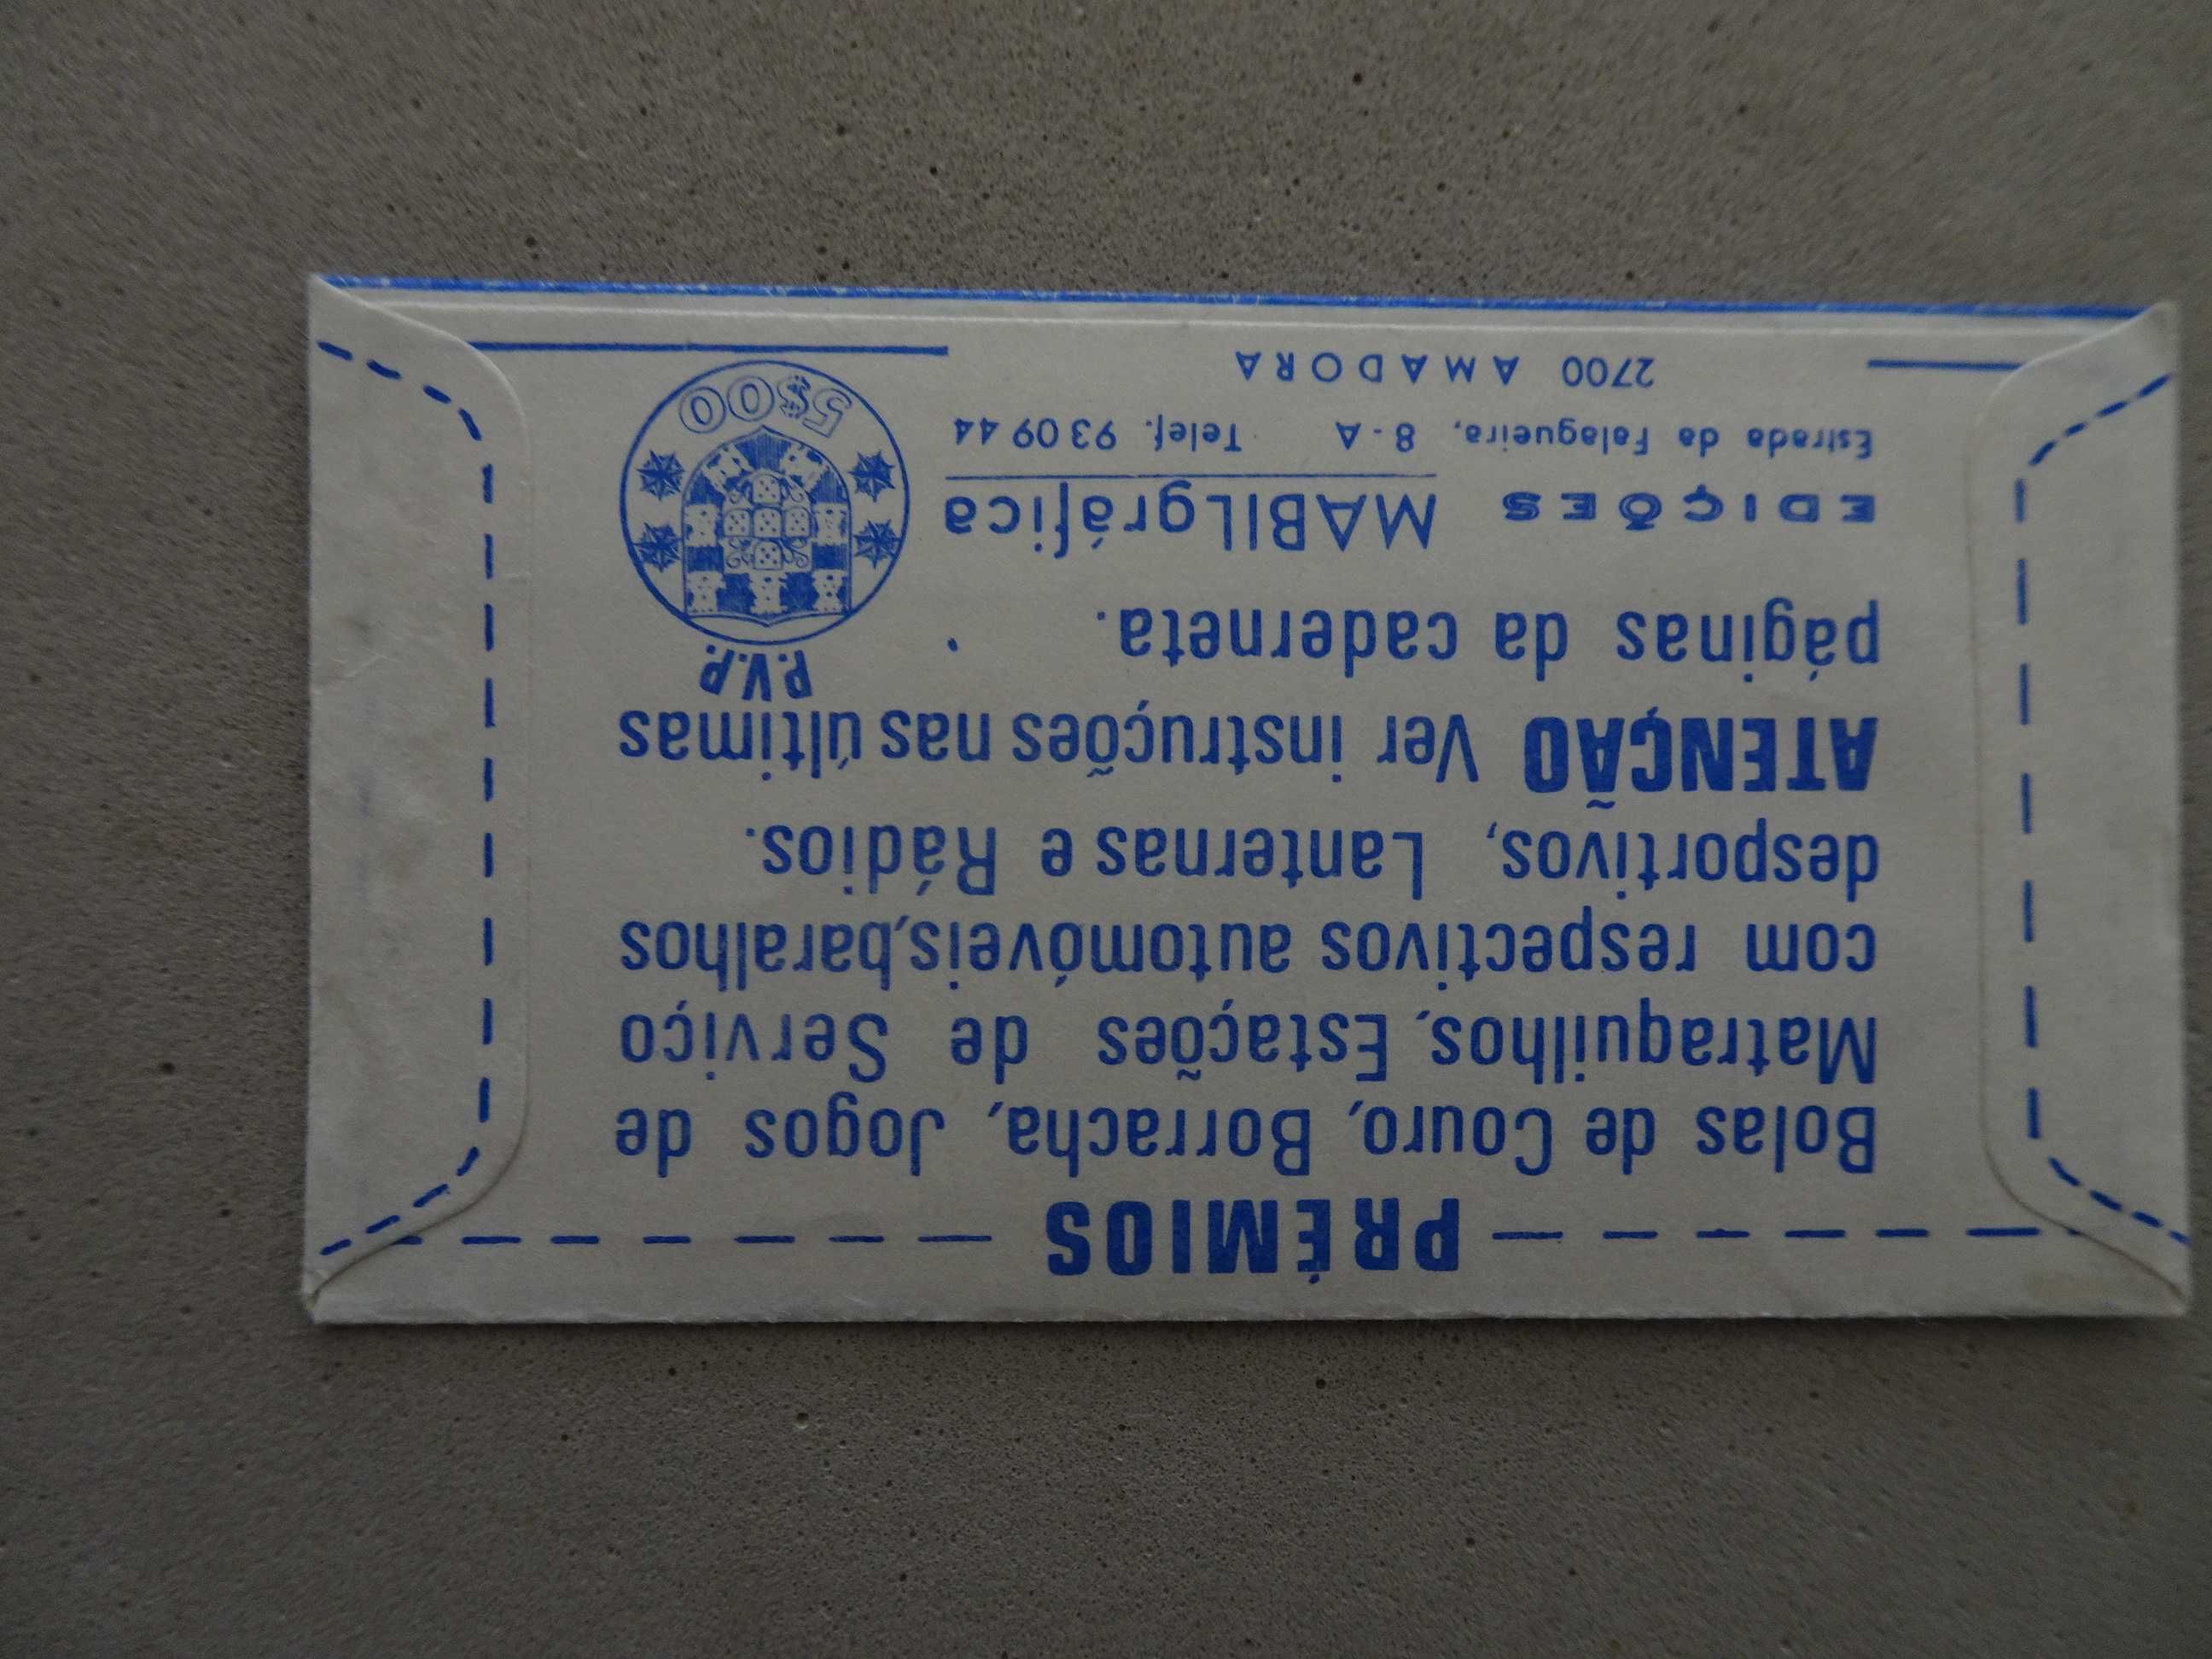 PRÉMIOS
Bolas de Couro, Borracha, Jogos de
Matraquilhos, Estações de Serviço
com respectivos automóveis, baralhos
desportivos, Lanternas e Rádios.
ATENÇÃO Ver instruções nas últimas
páginas da caderneta.
P.V.P.
5$00
EDIÇÕES MABILgráfica
Estrada da Falagueira, 8-A Telef. 93 09 44
2700 AMADORA